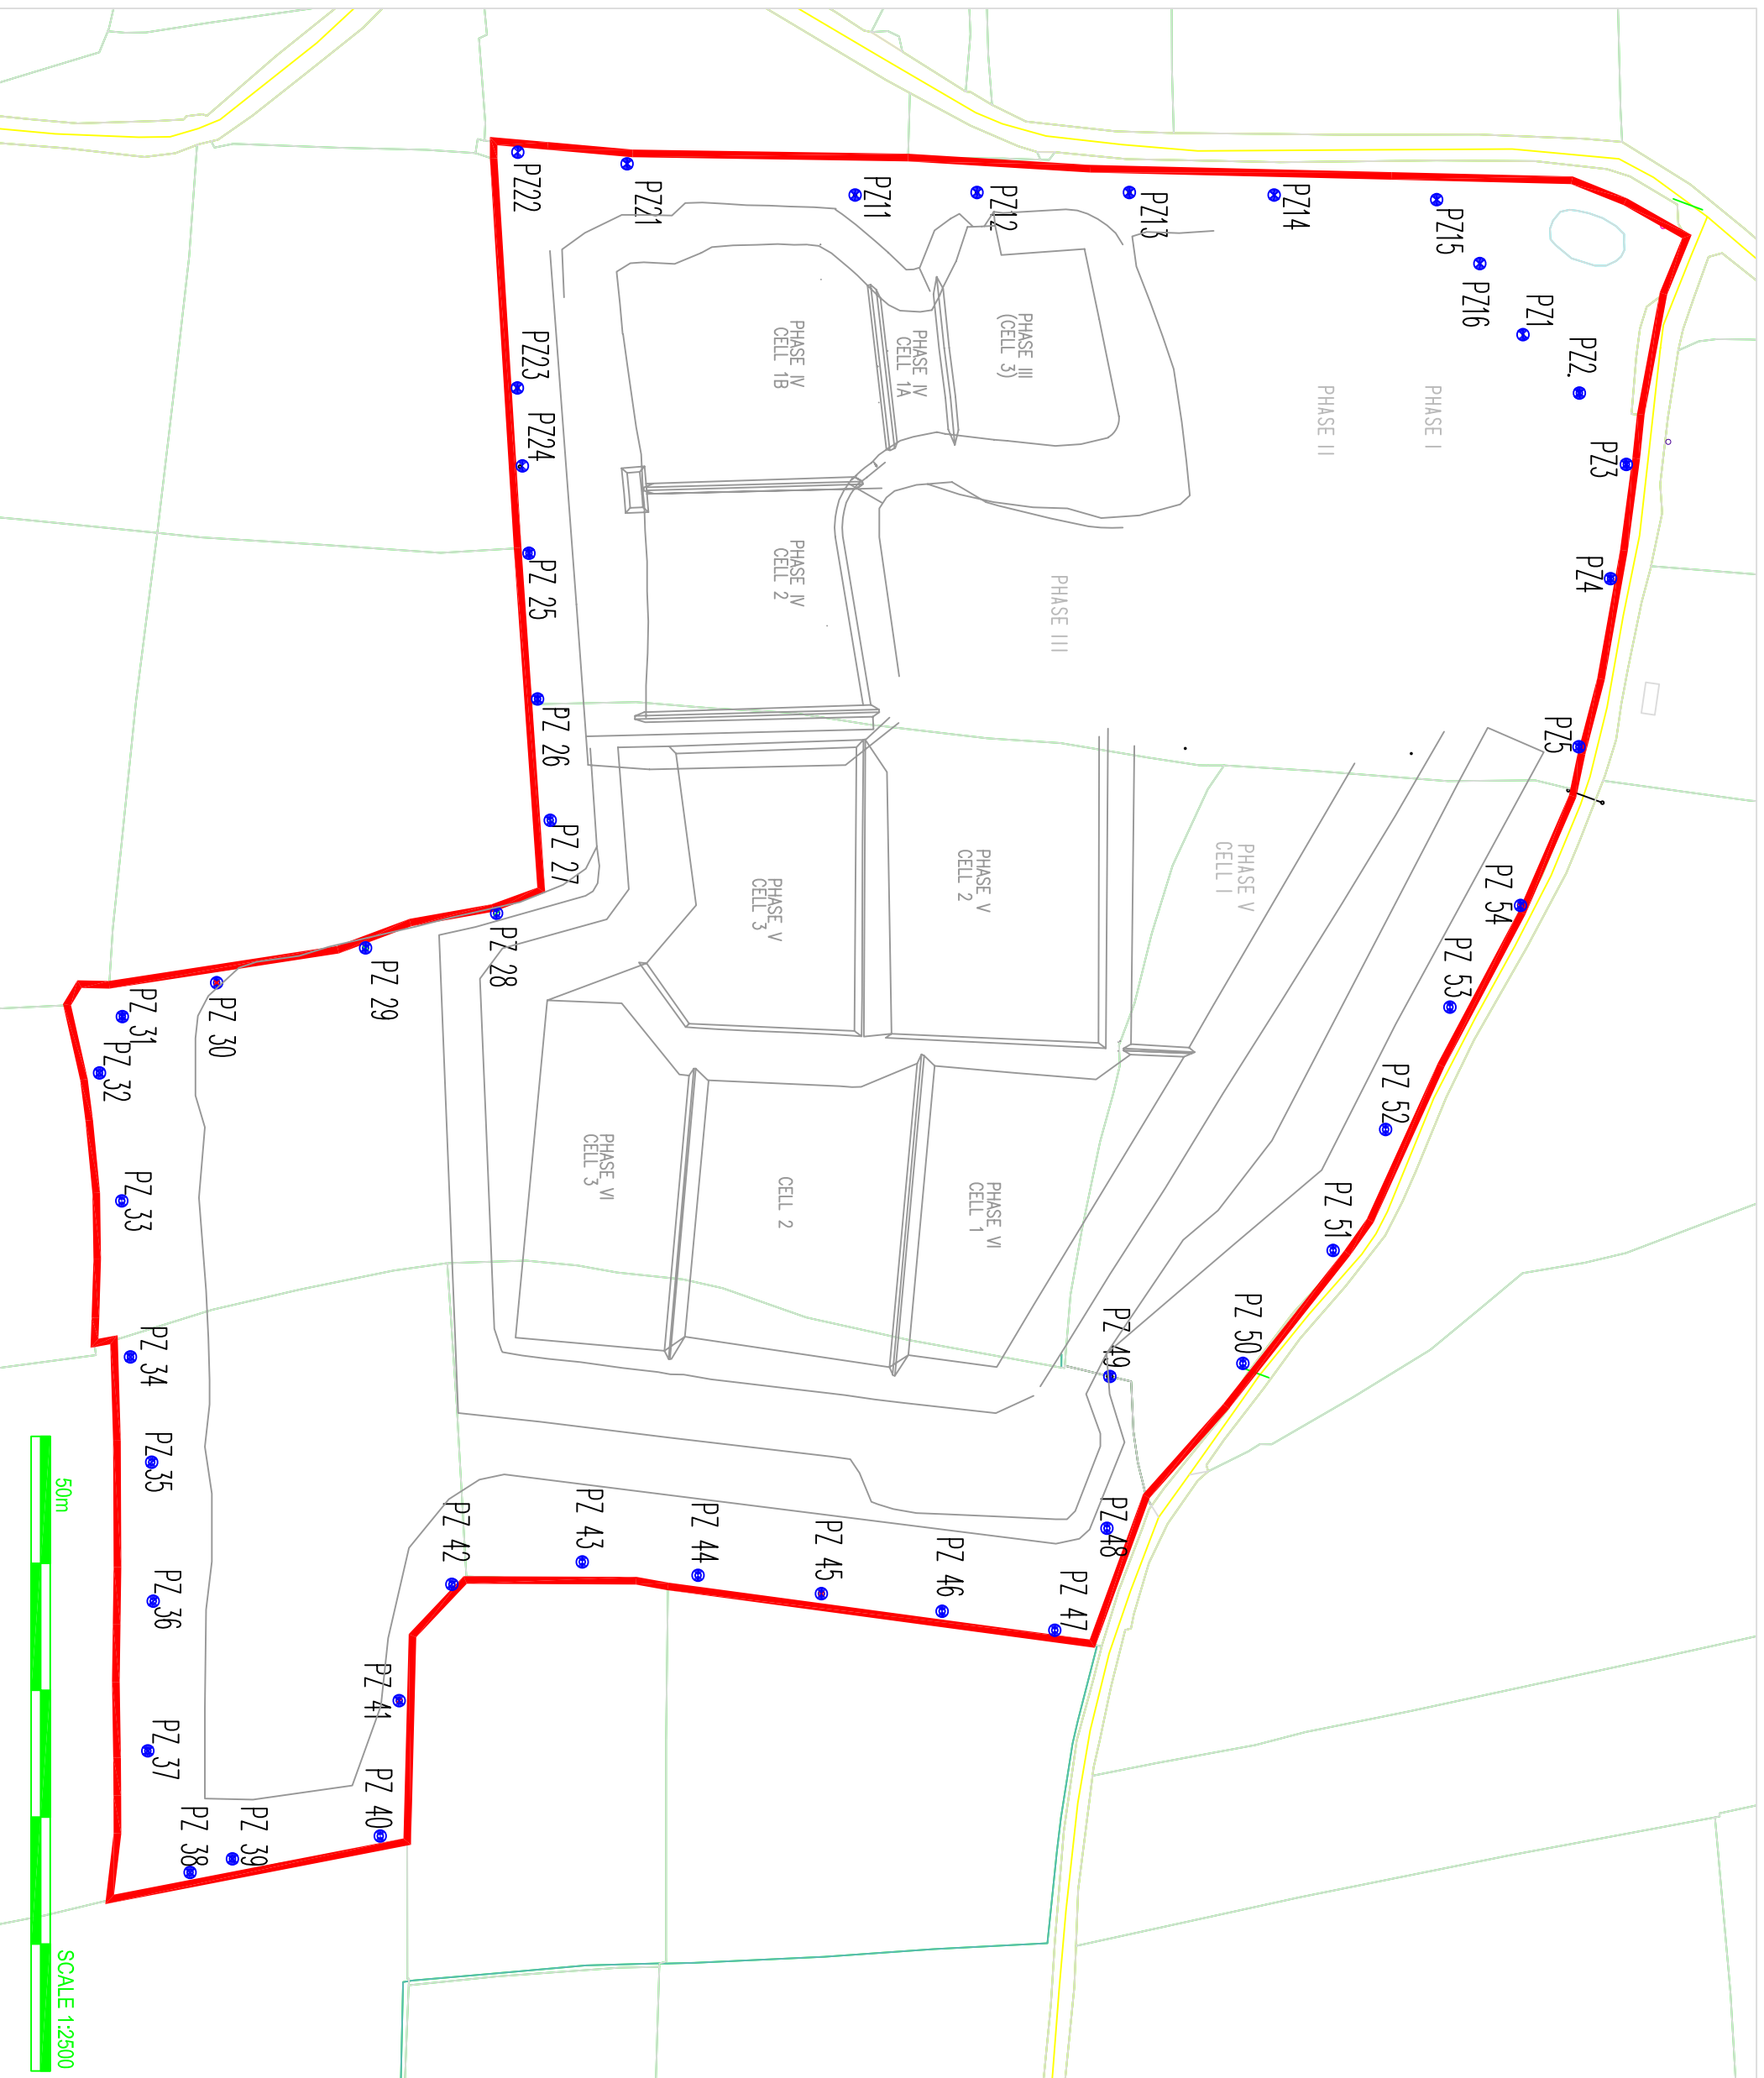 PZ22
PZ21
PZ11
PZ12
PZ13
PZ14
PZ15
PZ16
PZ1
PZ2
PZ3
PZ4
PZ5
PZ 54
PZ 53
PZ 52
PZ 51
PZ 50
PZ 49
PZ 48
PZ 47
PZ 46
PZ 45
PZ 44
PZ 43
PZ 42
PZ 41
PZ 40
PZ 39
PZ 38
PZ 37
PZ 36
PZ 35
PZ 34
PZ 33
PZ 32
PZ 31
PZ 30
PZ 29
PZ 28
PZ 27
PZ 26
PZ 25
PZ24
PZ23
PHASE I
PHASE II
PHASE III
(CELL 3)
PHASE IV
CELL 1A
PHASE IV
CELL 1B
PHASE III
PHASE IV
CELL 2
PHASE V
CELL I
PHASE V
CELL 2
PHASE V
CELL 3
PHASE VI
CELL 1
CELL 2
PHASE VI
CELL 3
50m
SCALE 1:2500